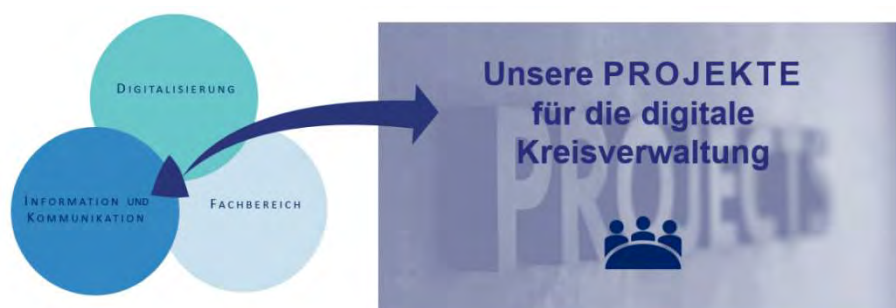 DIGITALISIERUNG
INFORMATION UND
KOMMUNIKATION
FACHBEREICH
Unsere PROJEKTE
für die digitale
Kreisverwaltung
PROJECTS